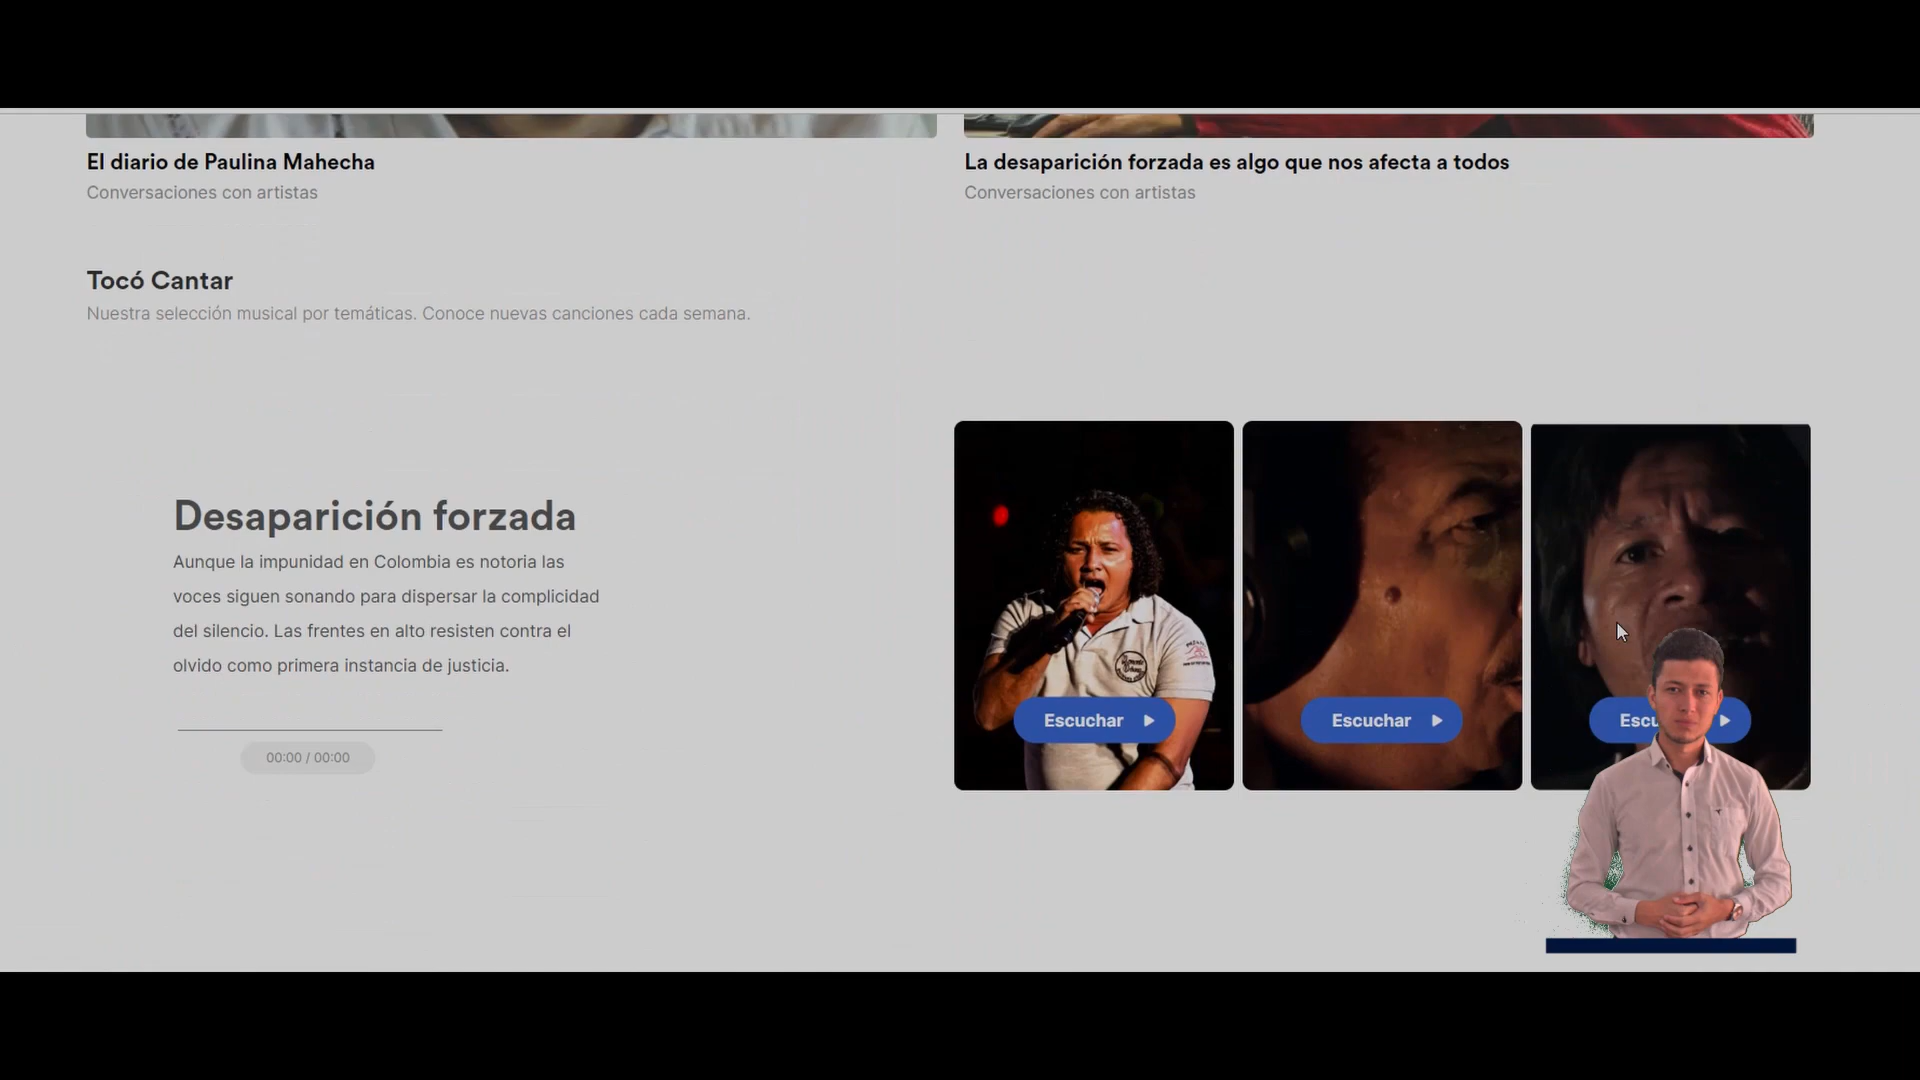 El diario de Paulina Mahecha
Conversaciones con artistas
La desaparición forzada es algo que nos afecta a todos
Conversaciones con artistas
Tocó Cantar
Nuestra selección musical por temáticas. Conoce nuevas canciones cada semana.
Desaparición forzada
Aunque la impunidad en Colombia es notoria las
voces siguen sonando para dispersar la complicidad
del silencio. Las frentes en alto resisten contra el
olvido como primera instancia de justicia.
00:00 / 00:00
Escuchar
Escuchar